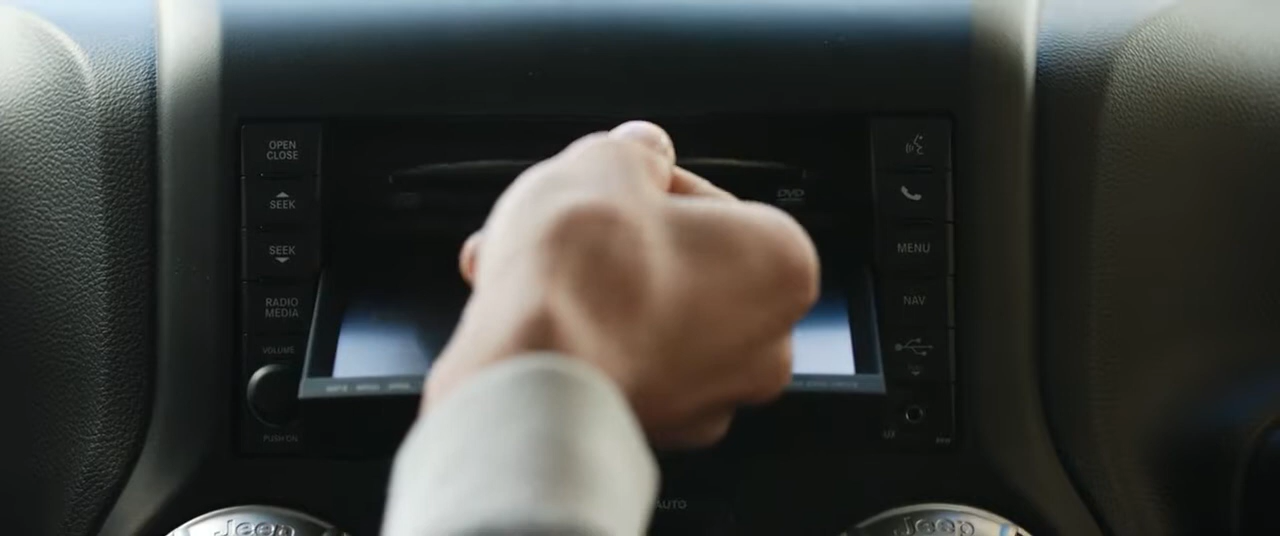 OPEN
CLOSE
SEEK
SEEK
RADIO
MEDIA
VOLUME
PUSH ON
DVD
MENU
NAV
AUTO
Jeep
Jeep